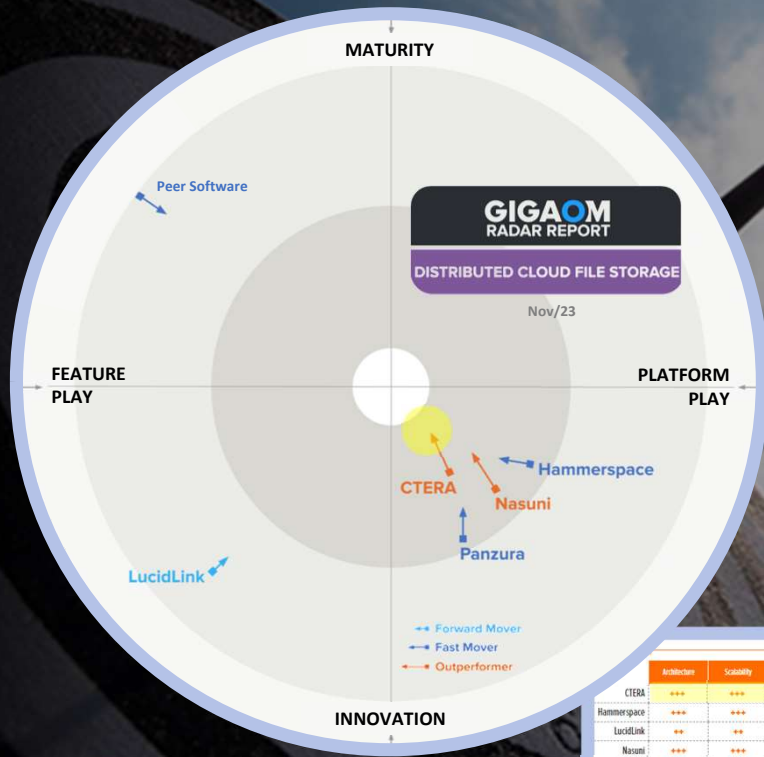 MATURITY
Peer Software
GIGAOM
RADAR REPORT
DISTRIBUTED CLOUD FILE STORAGE
Nov/23
FEATURE
PLAY
PLATFORM
PLAY
Hammerspace
CTERA
Nasuni
Panzura
LucidLink
Forward Mover
Fast Mover
Outperformer
INNOVATION
Architecture Scalability
CTERA +++ +++
Hammerspace +++ +++
LucidLink ++ ++
Nasuni +++ +++